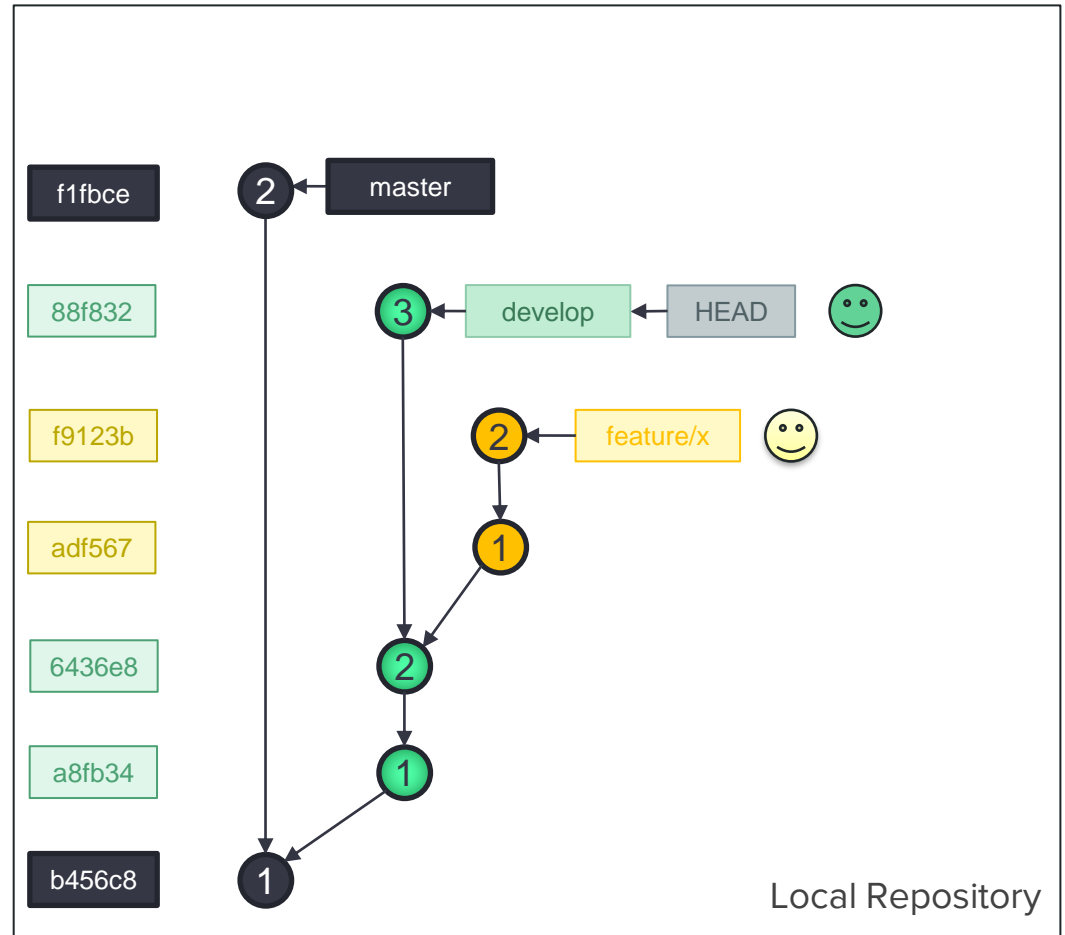 f1fbce
2
master
88f832
3
develop
HEAD
f9123b
2
feature/x
adf567
1
6436e8
2
a8fb34
1
b456c8
1
Local Repository